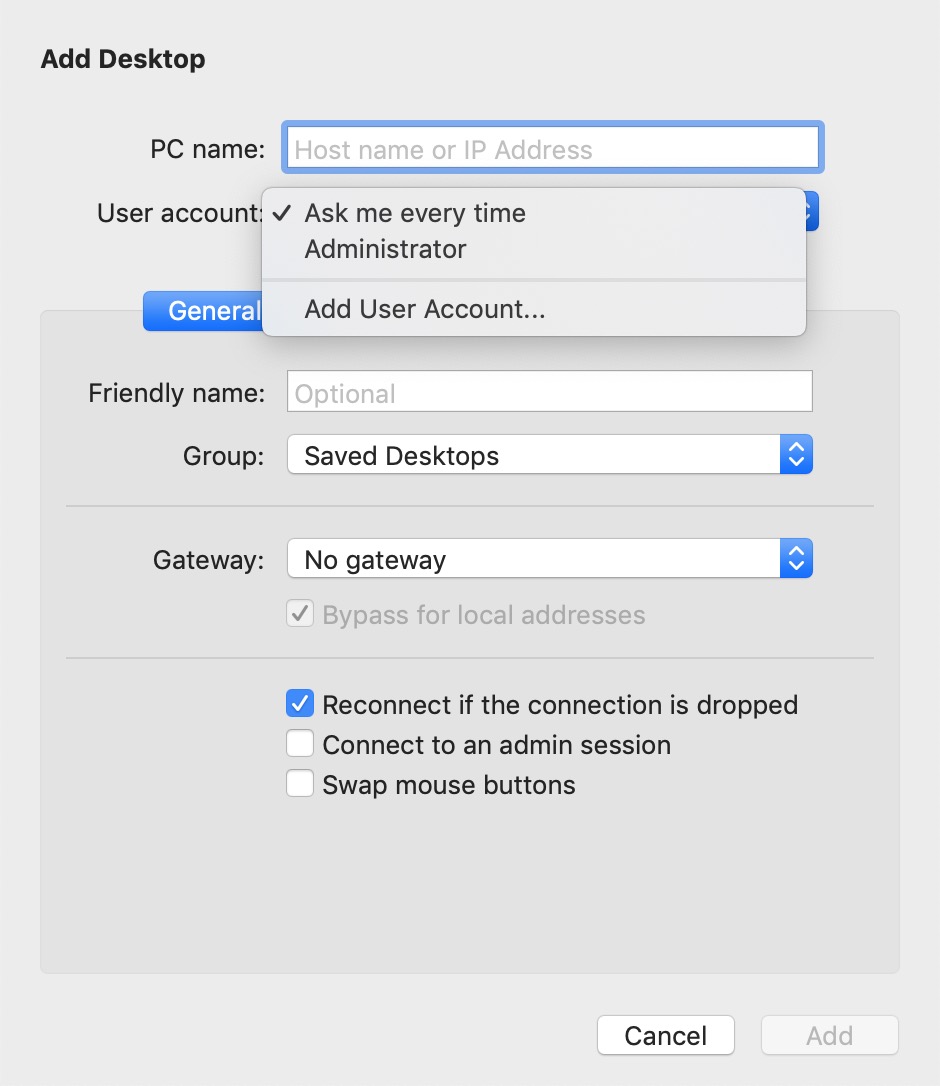 Add Desktop
PC name: Host name or IP Address
User account: ✓ Ask me every time
Administrator
Add User Account...
General
Friendly name: Optional
Group: Saved Desktops
Gateway: No gateway
Bypass for local addresses
Reconnect if the connection is dropped
Connect to an admin session
Swap mouse buttons
Cancel Add